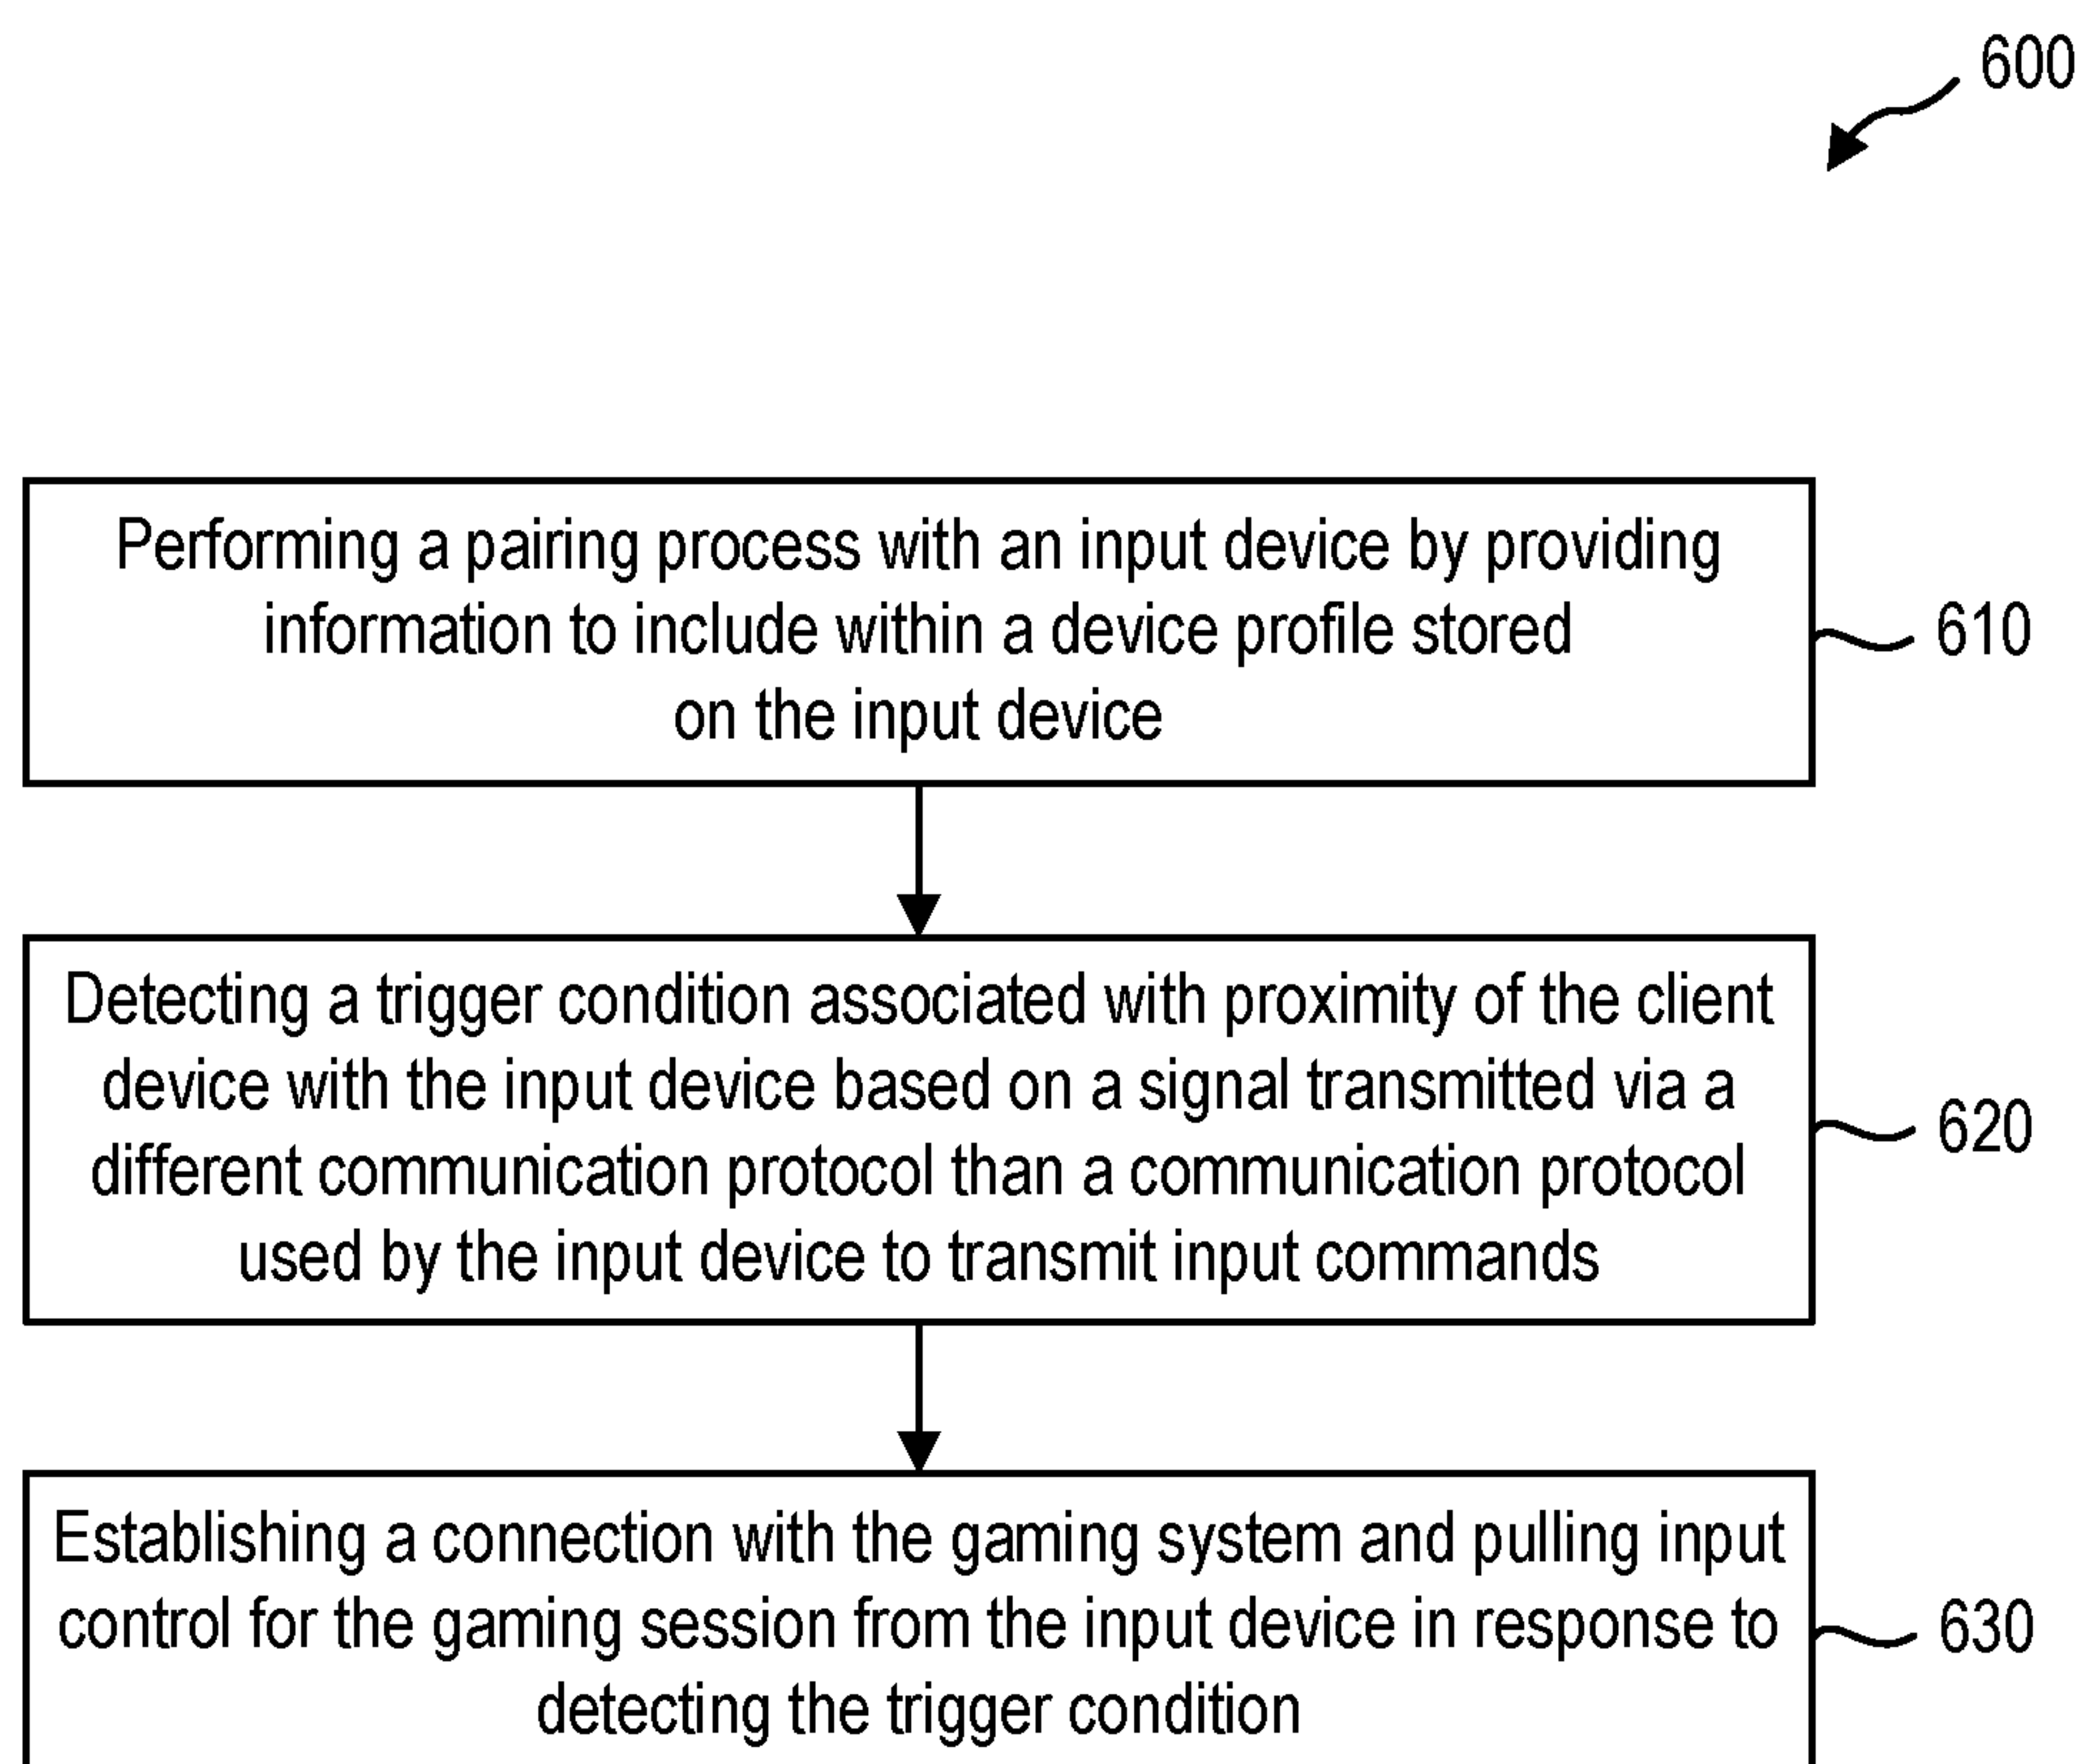 600
Performing a pairing process with an input device by providing
information to include within a device profile stored
on the input device
610
Detecting a trigger condition associated with proximity of the client
device with the input device based on a signal transmitted via a
different communication protocol than a communication protocol
used by the input device to transmit input commands
620
Establishing a connection with the gaming system and pulling input
control for the gaming session from the input device in response to
detecting the trigger condition
630